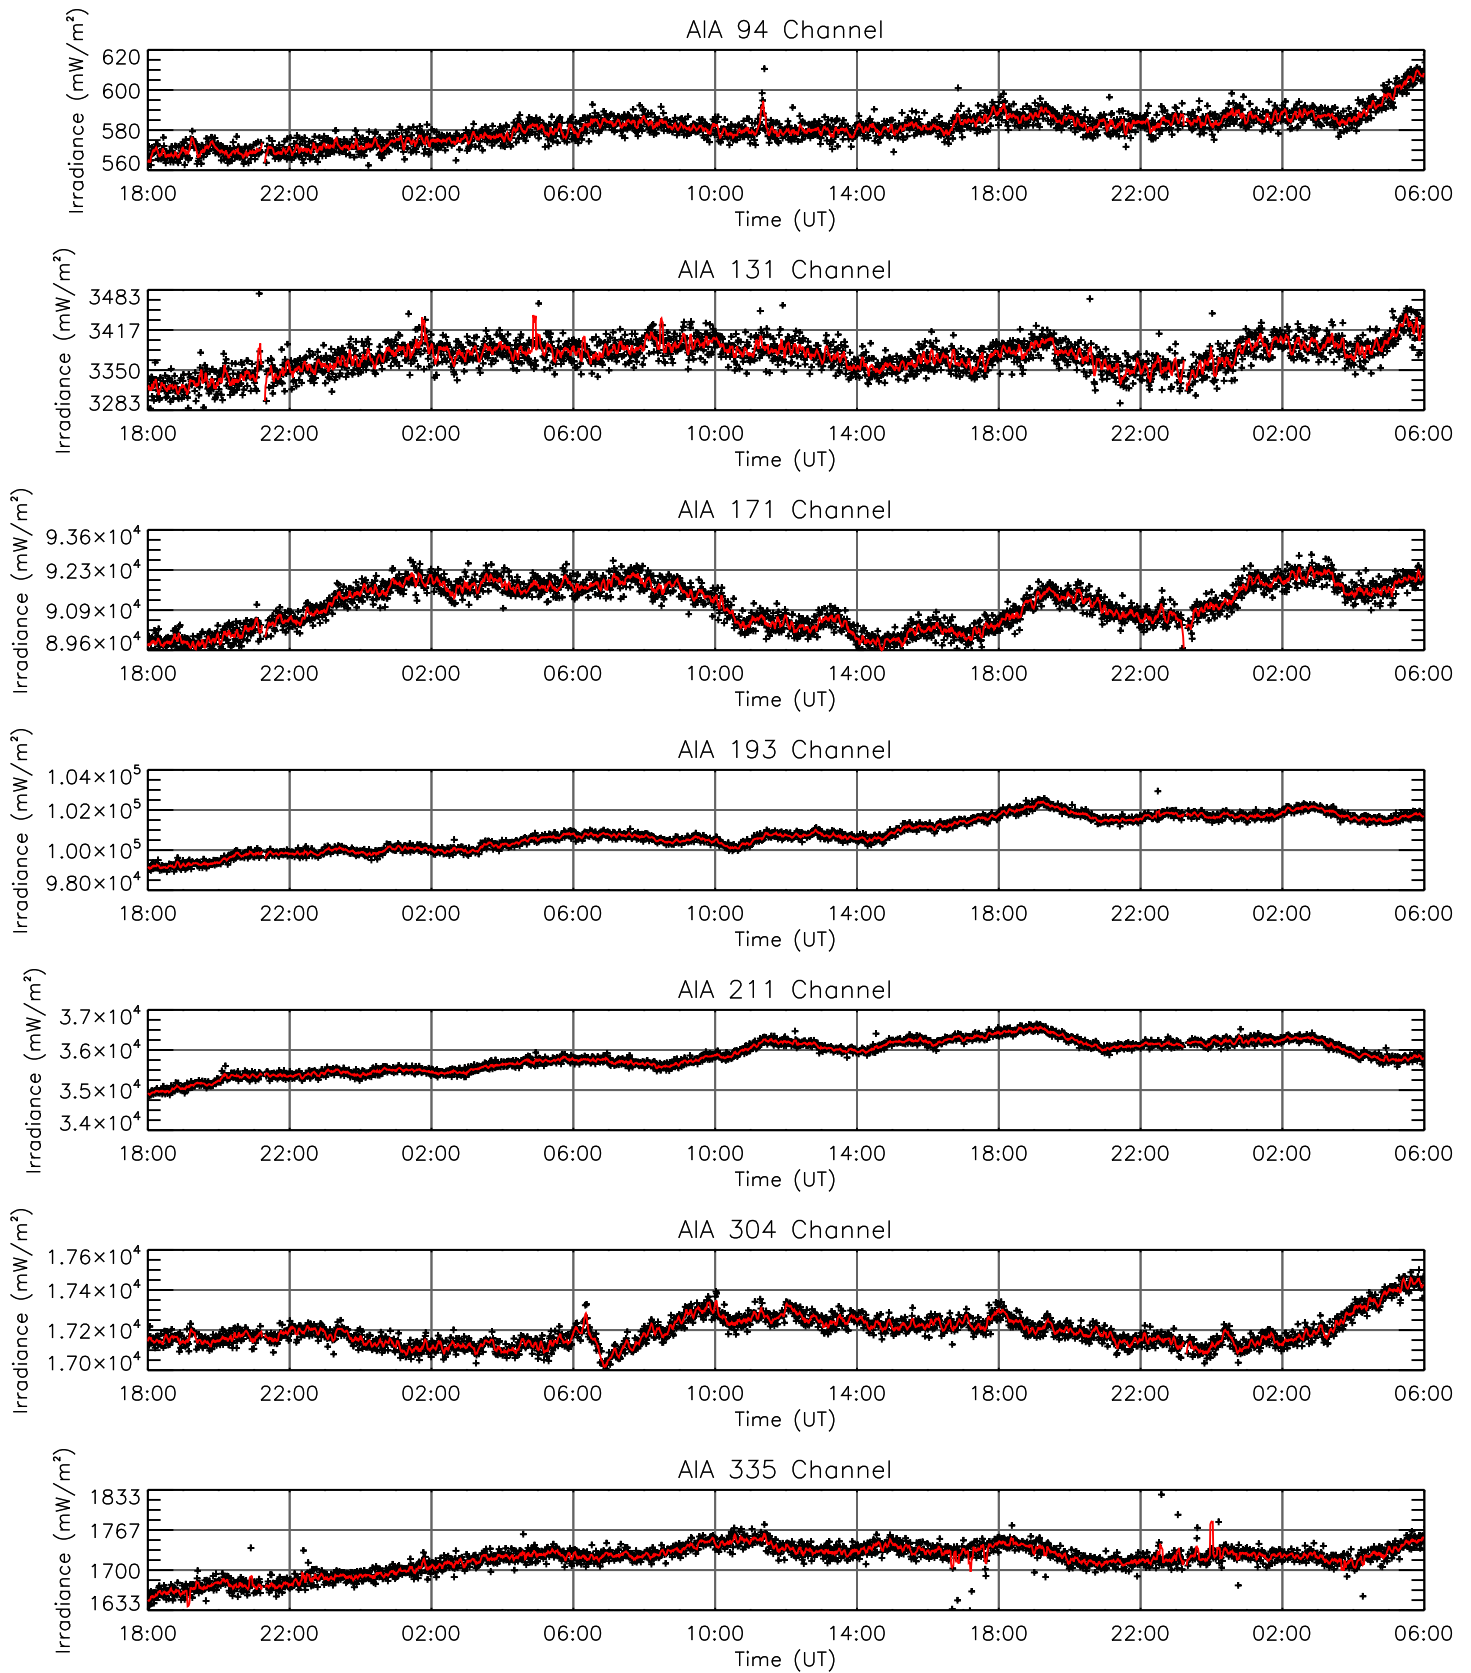 AIA 94 Channel
Irradiance (mW/m²)
620
600
580
560
18:00 22:00 02:00 06:00 10:00 14:00 18:00 22:00 02:00 06:00
Time (UT)
AIA 131 Channel
Irradiance (mW/m²)
3483
3417
3350
3283
18:00 22:00 02:00 06:00 10:00 14:00 18:00 22:00 02:00 06:00
Time (UT)
AIA 171 Channel
Irradiance (mW/m²)
9.36×10⁴
9.23×10⁴
9.09×10⁴
8.96×10⁴
18:00 22:00 02:00 06:00 10:00 14:00 18:00 22:00 02:00 06:00
Time (UT)
AIA 193 Channel
Irradiance (mW/m²)
1.04×10⁵
1.02×10⁵
1.00×10⁵
9.80×10⁴
18:00 22:00 02:00 06:00 10:00 14:00 18:00 22:00 02:00 06:00
Time (UT)
AIA 211 Channel
Irradiance (mW/m²)
3.7×10⁴
3.6×10⁴
3.5×10⁴
3.4×10⁴
18:00 22:00 02:00 06:00 10:00 14:00 18:00 22:00 02:00 06:00
Time (UT)
AIA 304 Channel
Irradiance (mW/m²)
1.76×10⁴
1.74×10⁴
1.72×10⁴
1.70×10⁴
18:00 22:00 02:00 06:00 10:00 14:00 18:00 22:00 02:00 06:00
Time (UT)
AIA 335 Channel
Irradiance (mW/m²)
1833
1767
1700
1633
18:00 22:00 02:00 06:00 10:00 14:00 18:00 22:00 02:00 06:00
Time (UT)